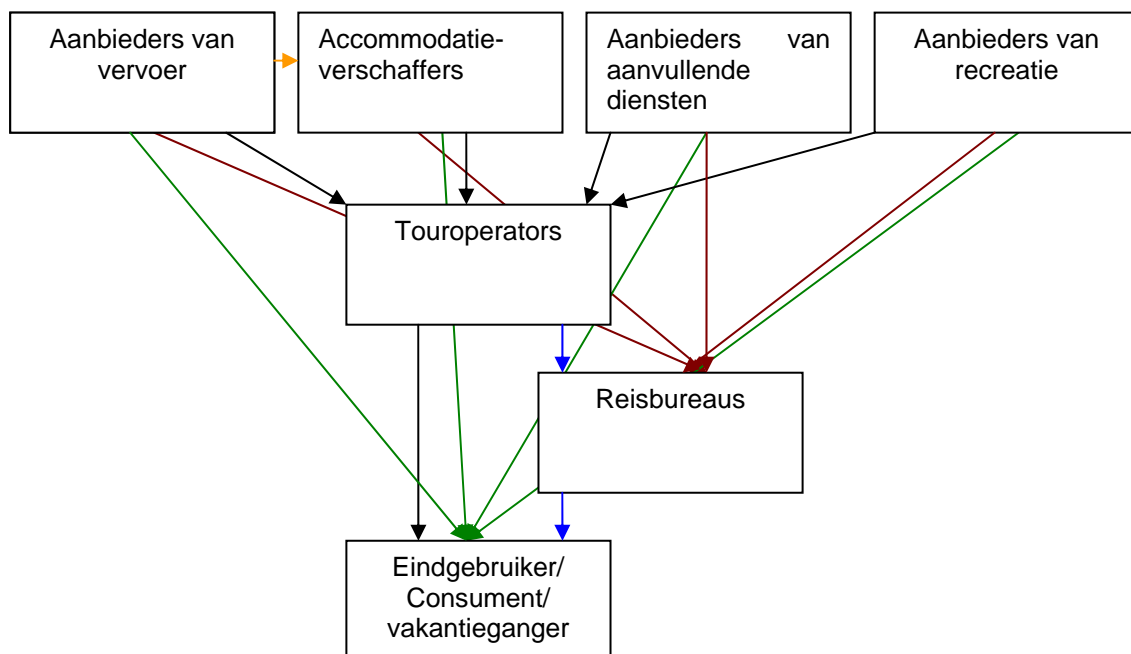 Aanbieders van
vervoer
Accommodatie-
verschaffers
Aanbieders van
aanvullende
diensten
Aanbieders van
recreatie
Touroperators
Reisbureaus
Eindgebruiker/
Consument/
vakantieganger